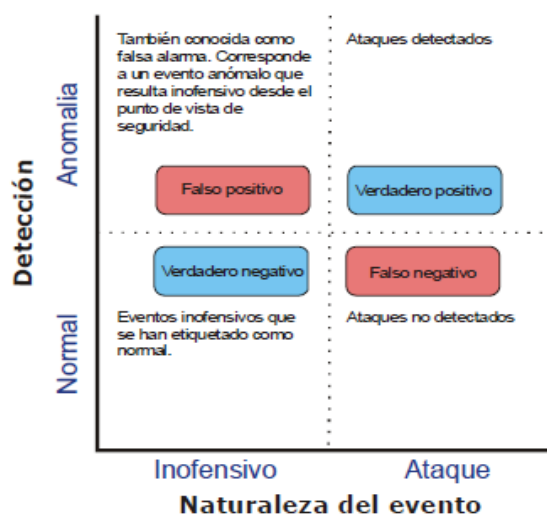 También conocida como
falsa alarma. Corresponde
a un evento anómalo que
resulta inofensivo desde el
punto de vista de
seguridad.
Ataques detectados
Falso positivo
Verdadero positivo
Verdadero negativo
Falso negativo
Eventos inofensivos que
se han etiquetado como
normal.
Ataques no detectados
Detección
Anomalia
Normal
Inofensivo
Ataque
Naturaleza del evento